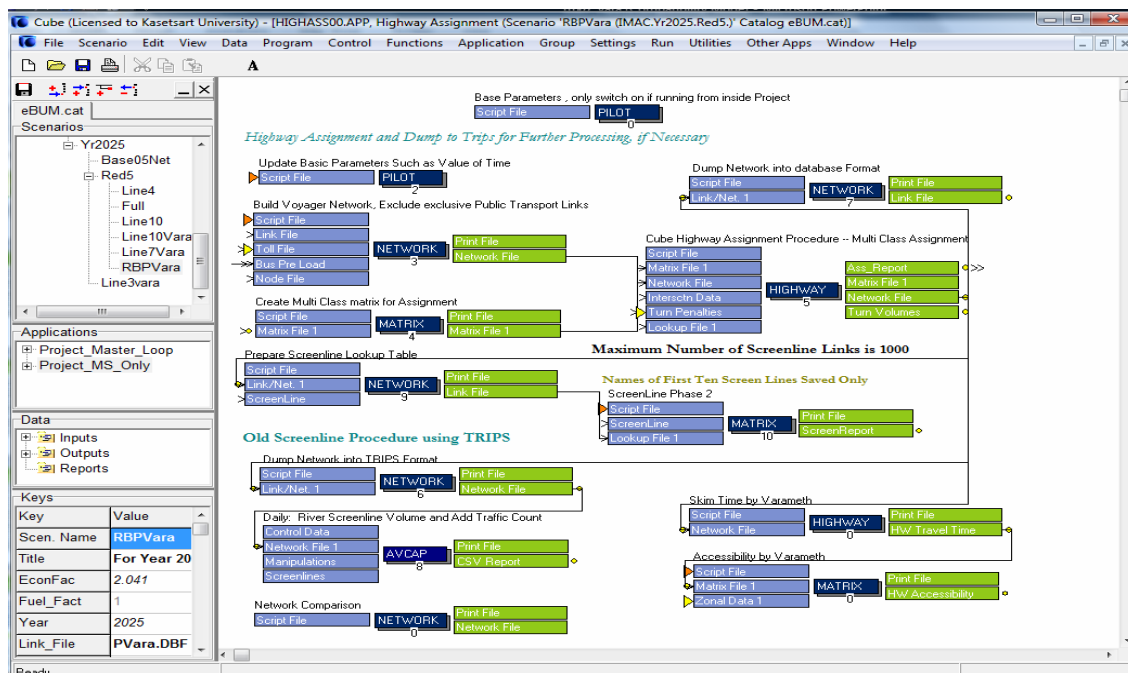 Cube (Licensed to Kasetsart University) - [HIGHASS00.APP, Highway Assignment (Scenario 'RBPVara (IMAC.Yr2025.Red5.)' Catalog eBUM.cat)]
File Scenario Edit View Data Program Control Functions Application Group Settings Run Utilities Other Apps Window Help
A
eBUM.cat
Scenarios
Yr2025
Base05Net
Red5
Line4
Full
Line10
Line10Vara
Line7Vara
RBPVara
Line3vara
Applications
Project_Master_Loop
Project_MS_Only
Data
Inputs
Outputs
Reports
Keys
Key Value
Scen. Name RBPVara
Title For Year 20
EconFac 2.041
Fuel_Fact 1
Year 2025
Link_File PVara.DBF
Base Parameters , only switch on if running from inside Project
Script File PILOT
0
Highway Assignment and Dump to Trips for Further Processing, if Necessary
Update Basic Parameters Such as Value of Time
Script File PILOT
2
Build Voyager Network, Exclude exclusive Public Transport Links
Script File
Link File
Toll File
Bus Pre Load
Node File
NETWORK
3
Print File
Network File
Create Multi Class matrix for Assignment
Script File
Matrix File 1
MATRIX
4
Print File
Matrix File 1
Dump Network into database Format
Script File
Link/Net. 1
NETWORK
7
Print File
Link File
Cube Highway Assignment Procedure -- Multi Class Assignment
Script File
Matrix File 1
Network File
Intersctn Data
Turn Penalties
Lookup File 1
HIGHWAY
5
Ass_Report
Matrix File 1
Network File
Turn Volumes
Maximum Number of Screenline Links is 1000
Prepare Screenline Lookup Table
Script File
Link/Net. 1
ScreenLine
NETWORK
9
Print File
Link File
Names of First Ten Screen Lines Saved Only
ScreenLine Phase 2
Script File
ScreenLine
Lookup File 1
MATRIX
10
Print File
ScreenReport
Old Screenline Procedure using TRIPS
Dump Network into TRIPS Format
Script File
Link/Net. 1
NETWORK
6
Print File
Network File
Daily: River Screenline Volume and Add Traffic Count
Control Data
Network File 1
Manipulations
Screenlines
AVCAP
8
Print File
CSV Report
Network Comparison
Script File
NETWORK
0
Print File
Network File
Skim Time by Varameth
Script File
Network File
HIGHWAY
0
Print File
HW Travel Time
Accessibility by Varameth
Script File
Matrix File 1
Zonal Data 1
MATRIX
0
Print File
HW Accessibility
Ready